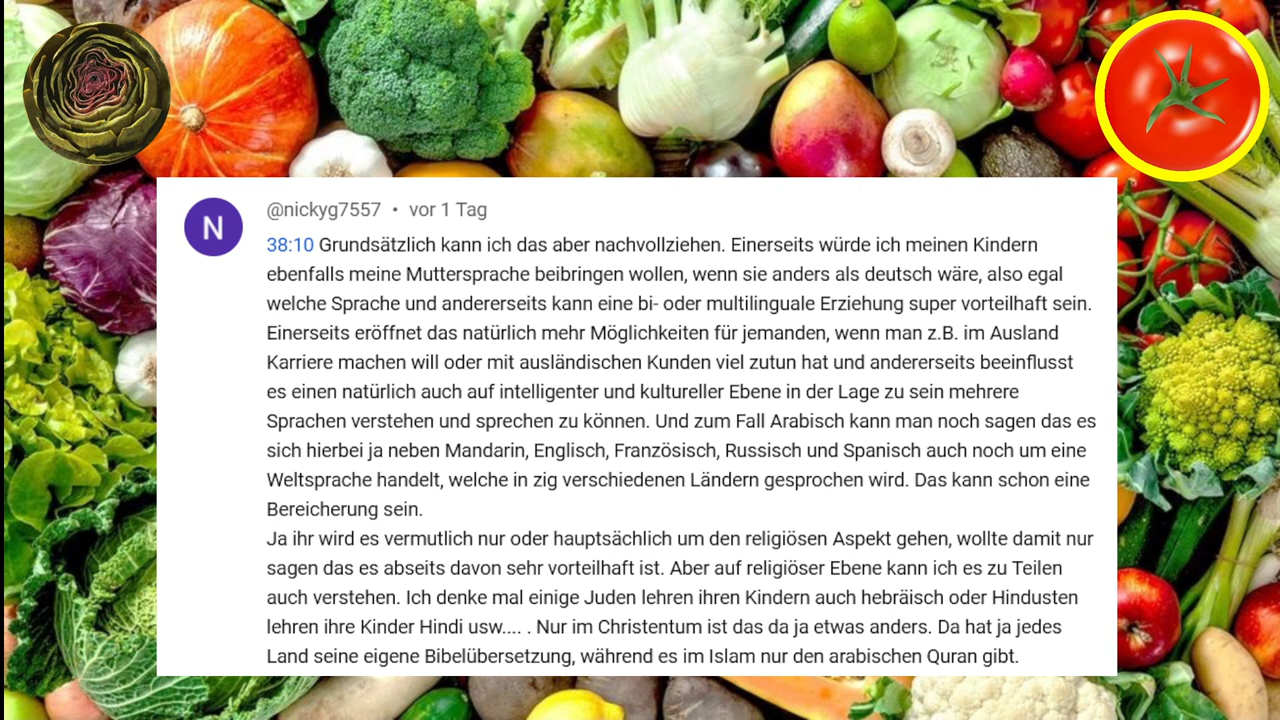 N
@nickyg7557 • vor 1 Tag
38:10 Grundsätzlich kann ich das aber nachvollziehen. Einerseits würde ich meinen Kindern
ebenfalls meine Muttersprache beibringen wollen, wenn sie anders als deutsch wäre, also egal
welche Sprache und andererseits kann eine bi- oder multilinguale Erziehung super vorteilhaft sein.
Einerseits eröffnet das natürlich mehr Möglichkeiten für jemanden, wenn man z.B. im Ausland
Karriere machen will oder mit ausländischen Kunden viel zutun hat und andererseits beeinflusst
es einen natürlich auch auf intelligenter und kultureller Ebene in der Lage zu sein mehrere
Sprachen verstehen und sprechen zu können. Und zum Fall Arabisch kann man noch sagen das es
sich hierbei ja neben Mandarin, Englisch, Französisch, Russisch und Spanisch auch noch um eine
Weltsprache handelt, welche in zig verschiedenen Ländern gesprochen wird. Das kann schon eine
Bereicherung sein.
Ja ihr wird es vermutlich nur oder hauptsächlich um den religiösen Aspekt gehen, wollte damit nur
sagen das es abseits davon sehr vorteilhaft ist. Aber auf religiöser Ebene kann ich es zu Teilen
auch verstehen. Ich denke mal einige Juden lehren ihren Kindern auch hebräisch oder Hindusten
lehren ihre Kinder Hindi usw.... . Nur im Christentum ist das da ja etwas anders. Da hat ja jedes
Land seine eigene Bibelübersetzung, während es im Islam nur den arabischen Quran gibt.